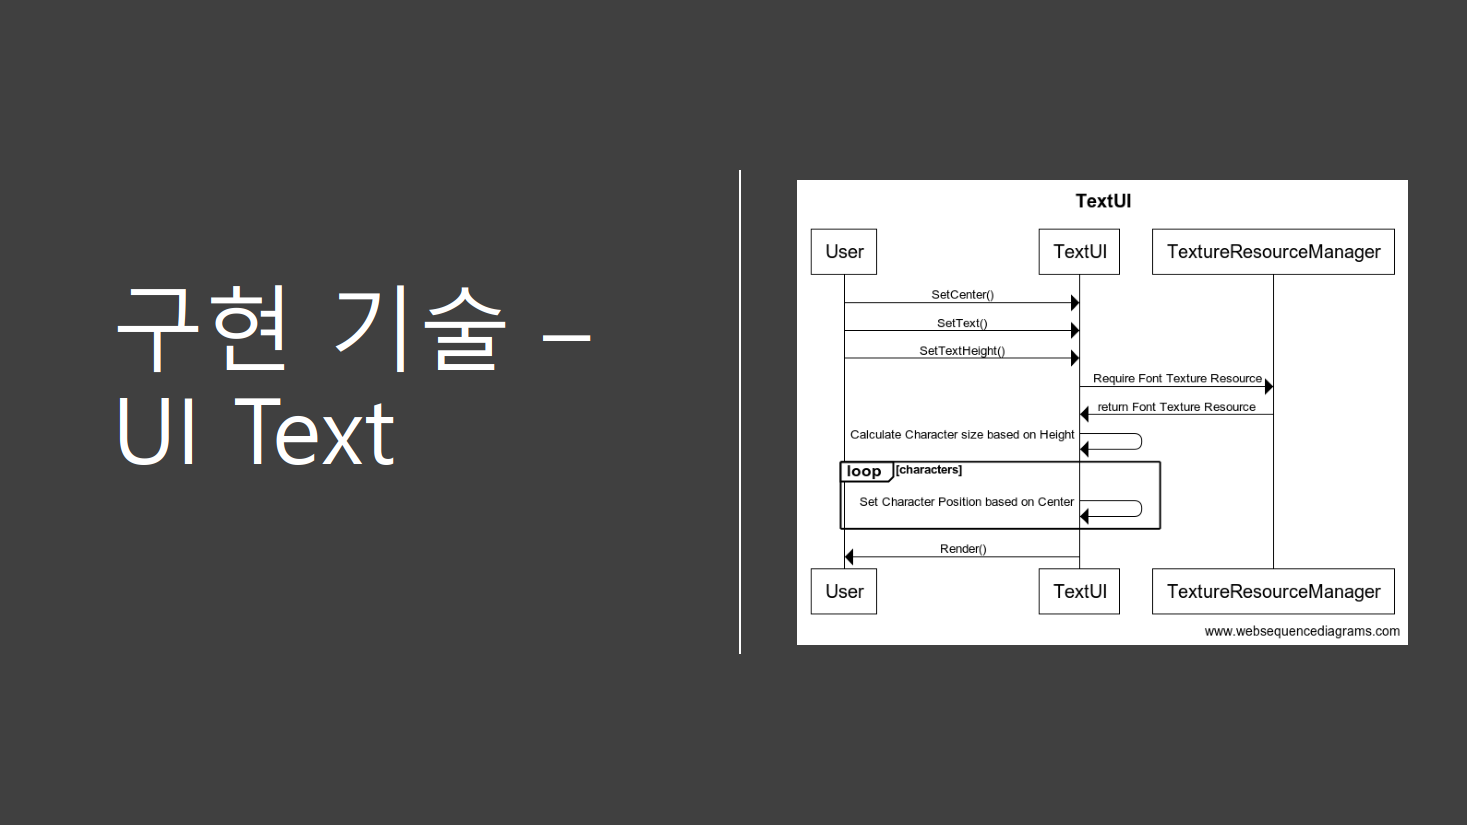 구현 기술 –
UI Text
TextUI
User
TextUI
TextureResourceManager
SetCenter()
SetText()
SetTextHeight()
Require Font Texture Resource
return Font Texture Resource
Calculate Character size based on Height
loop [characters]
Set Character Position based on Center
Render()
User
TextUI
TextureResourceManager
www.websequencediagrams.com